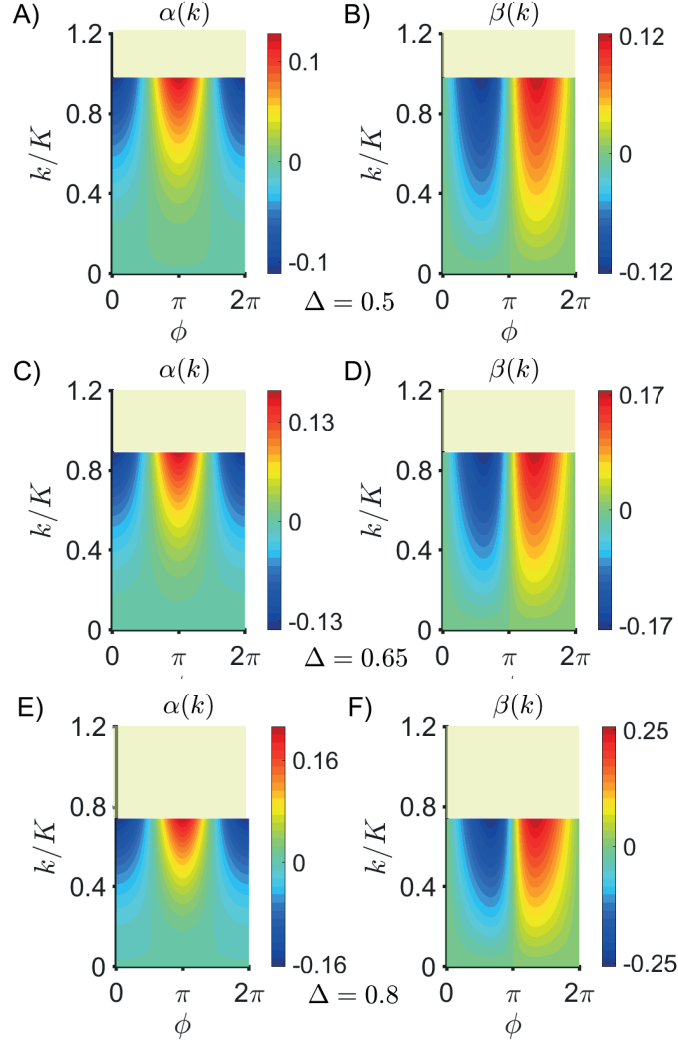 A) α(k) B) β(k)
1.2 0.1 1.2 0.12
k/K 0.8 0 k/K 0.8 0
0.4 0.4
0 -0.1 0 -0.12
0 π 2π 0 π 2π
ϕ Δ = 0.5 ϕ
C) α(k) D) β(k)
1.2 0.13 1.2 0.17
k/K 0.8 0 k/K 0.8 0
0.4 0.4
0 -0.13 0 -0.17
0 π 2π 0 π 2π
Δ = 0.65
E) α(k) F) β(k)
1.2 0.16 1.2 0.25
k/K 0.8 0 k/K 0.8 0
0.4 0.4
0 -0.16 0 -0.25
0 π 2π 0 π 2π
ϕ Δ = 0.8 ϕ